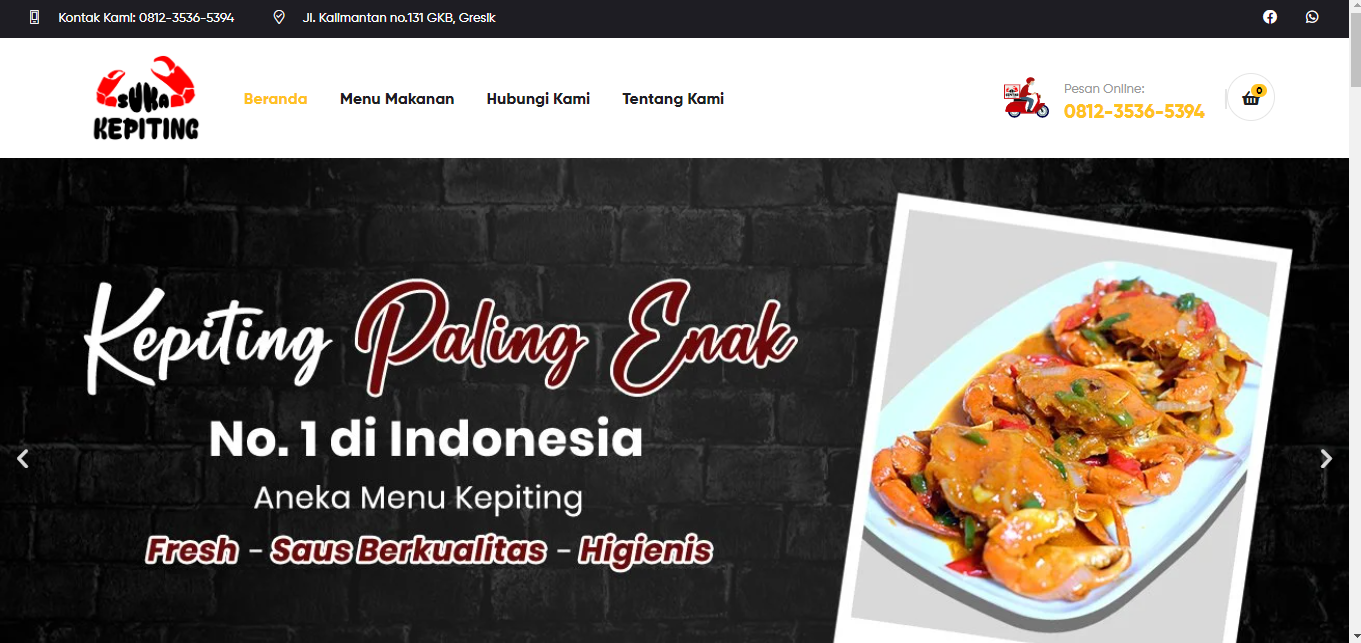 Kontak Kami: 0812-3536-5394
Jl. Kalimantan no.131 GKB, Gresik
SUKA
KEPITING
Beranda
Menu Makanan
Hubungi Kami
Tentang Kami
Pesan Online:
0812-3536-5394
0
Kepiting Paling Enak
No. 1 di Indonesia
Aneka Menu Kepiting
Fresh - Saus Berkualitas - Higienis